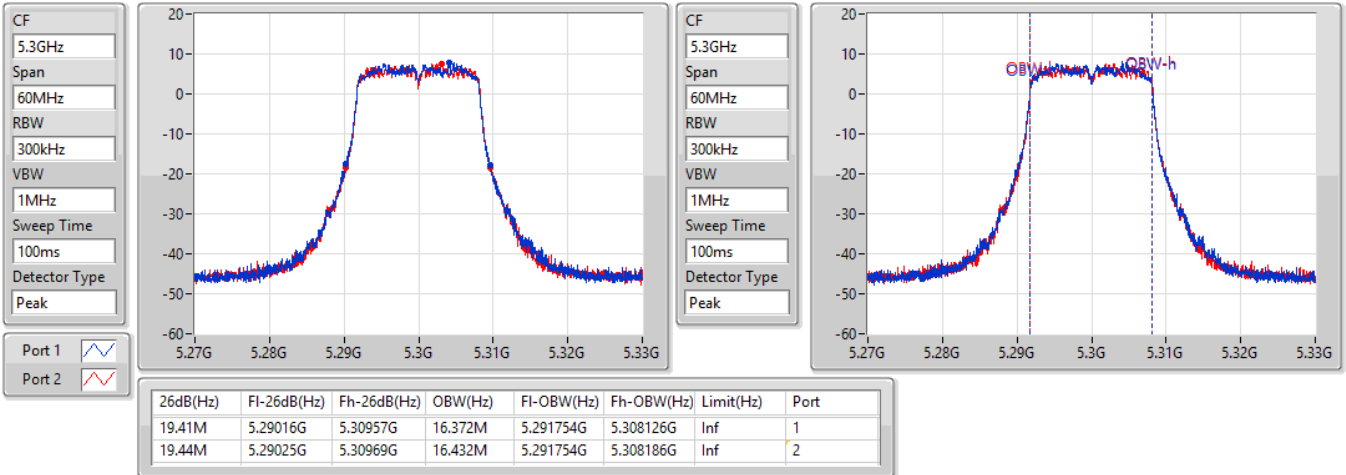 CF
5.3GHz
Span
60MHz
RBW
300kHz
VBW
1MHz
Sweep Time
100ms
Detector Type
Peak
20
10
0
-10
-20
-30
-40
-50
-60
5.27G 5.28G 5.29G 5.3G 5.31G 5.32G 5.33G
CF
5.3GHz
Span
60MHz
RBW
300kHz
VBW
1MHz
Sweep Time
100ms
Detector Type
Peak
20
10
0
-10
-20
-30
-40
-50
-60
OBW-h
5.27G 5.28G 5.29G 5.3G 5.31G 5.32G 5.33G
Port 1
Port 2
26dB(Hz) Fl-26dB(Hz) Fh-26dB(Hz) OBW(Hz) Fl-OBW(Hz) Fh-OBW(Hz) Limit(Hz) Port
19.41M 5.29016G 5.30957G 16.372M 5.291754G 5.308126G Inf 1
19.44M 5.29025G 5.30969G 16.432M 5.291754G 5.308186G Inf 2